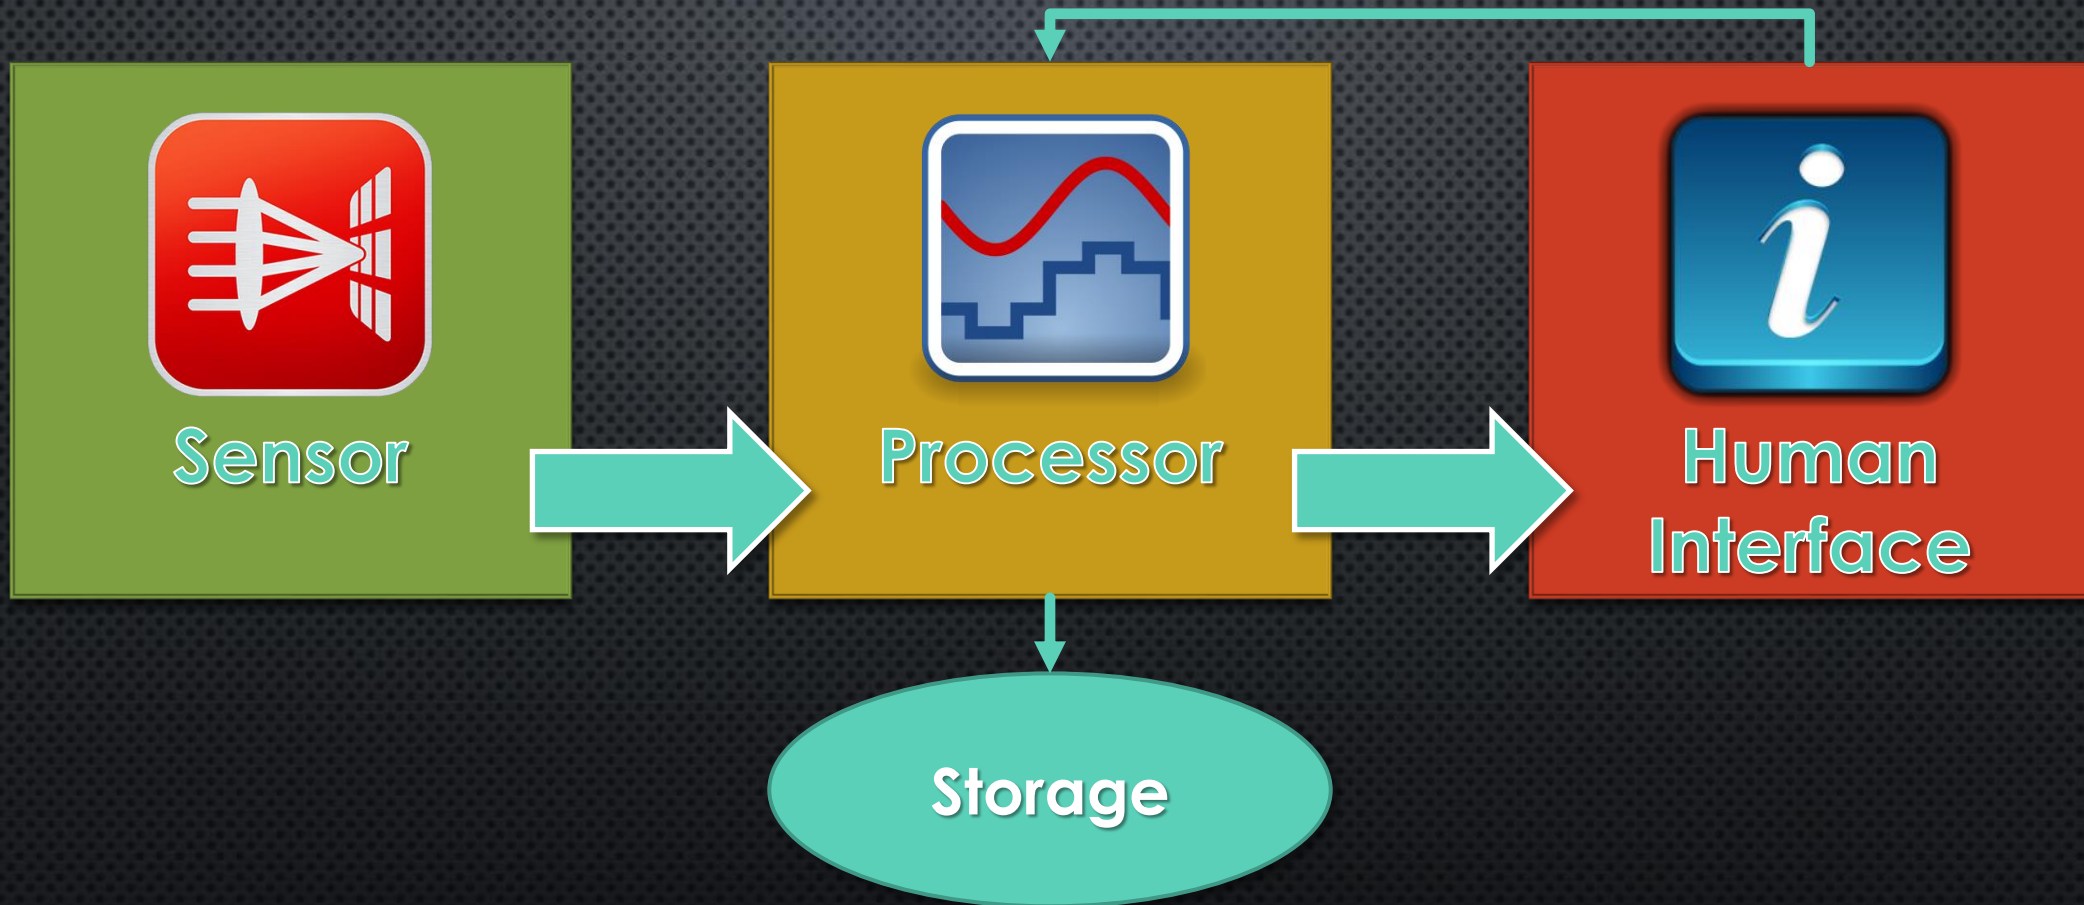 Sensor
Processor
Human
Interface
Storage